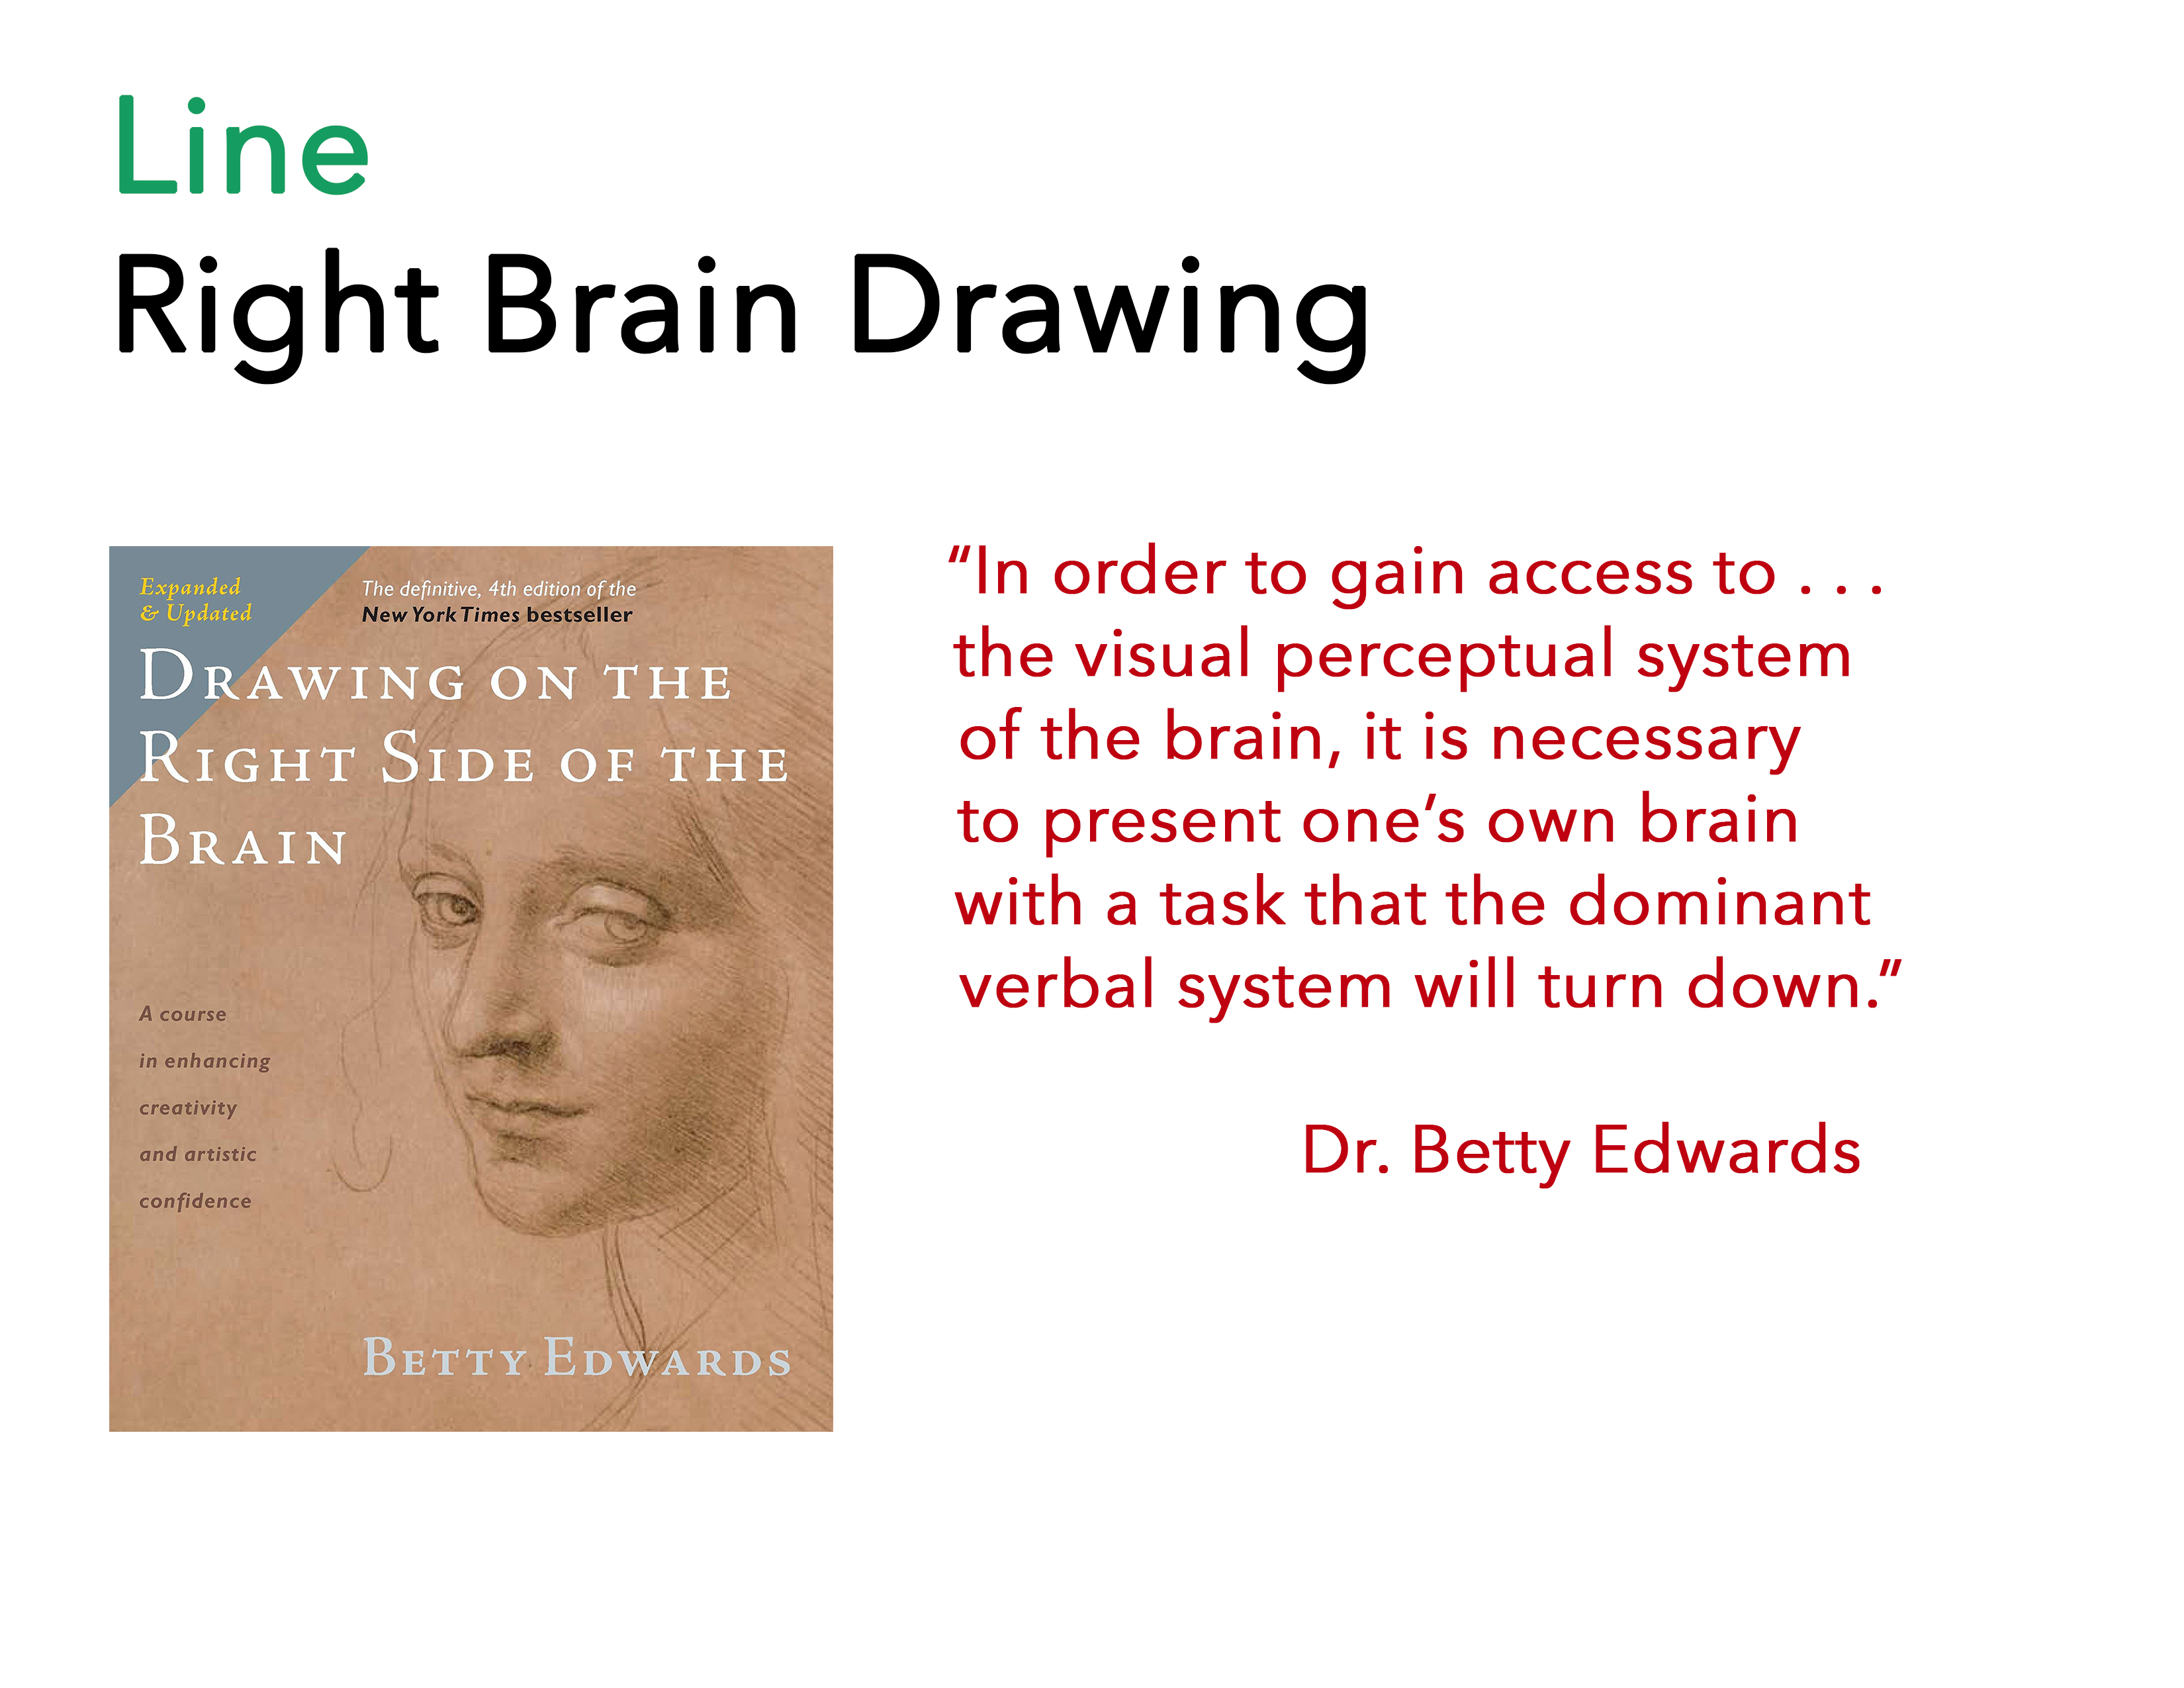 Line
Right Brain Drawing
Expanded
& Updated
The definitive, 4th edition of the
New York Times bestseller
Drawing on the
Right Side of the
Brain
A course
in enhancing
creativity
and artistic
confidence
Betty Edwards
“In order to gain access to . . .
the visual perceptual system
of the brain, it is necessary
to present one’s own brain
with a task that the dominant
verbal system will turn down.”
Dr. Betty Edwards